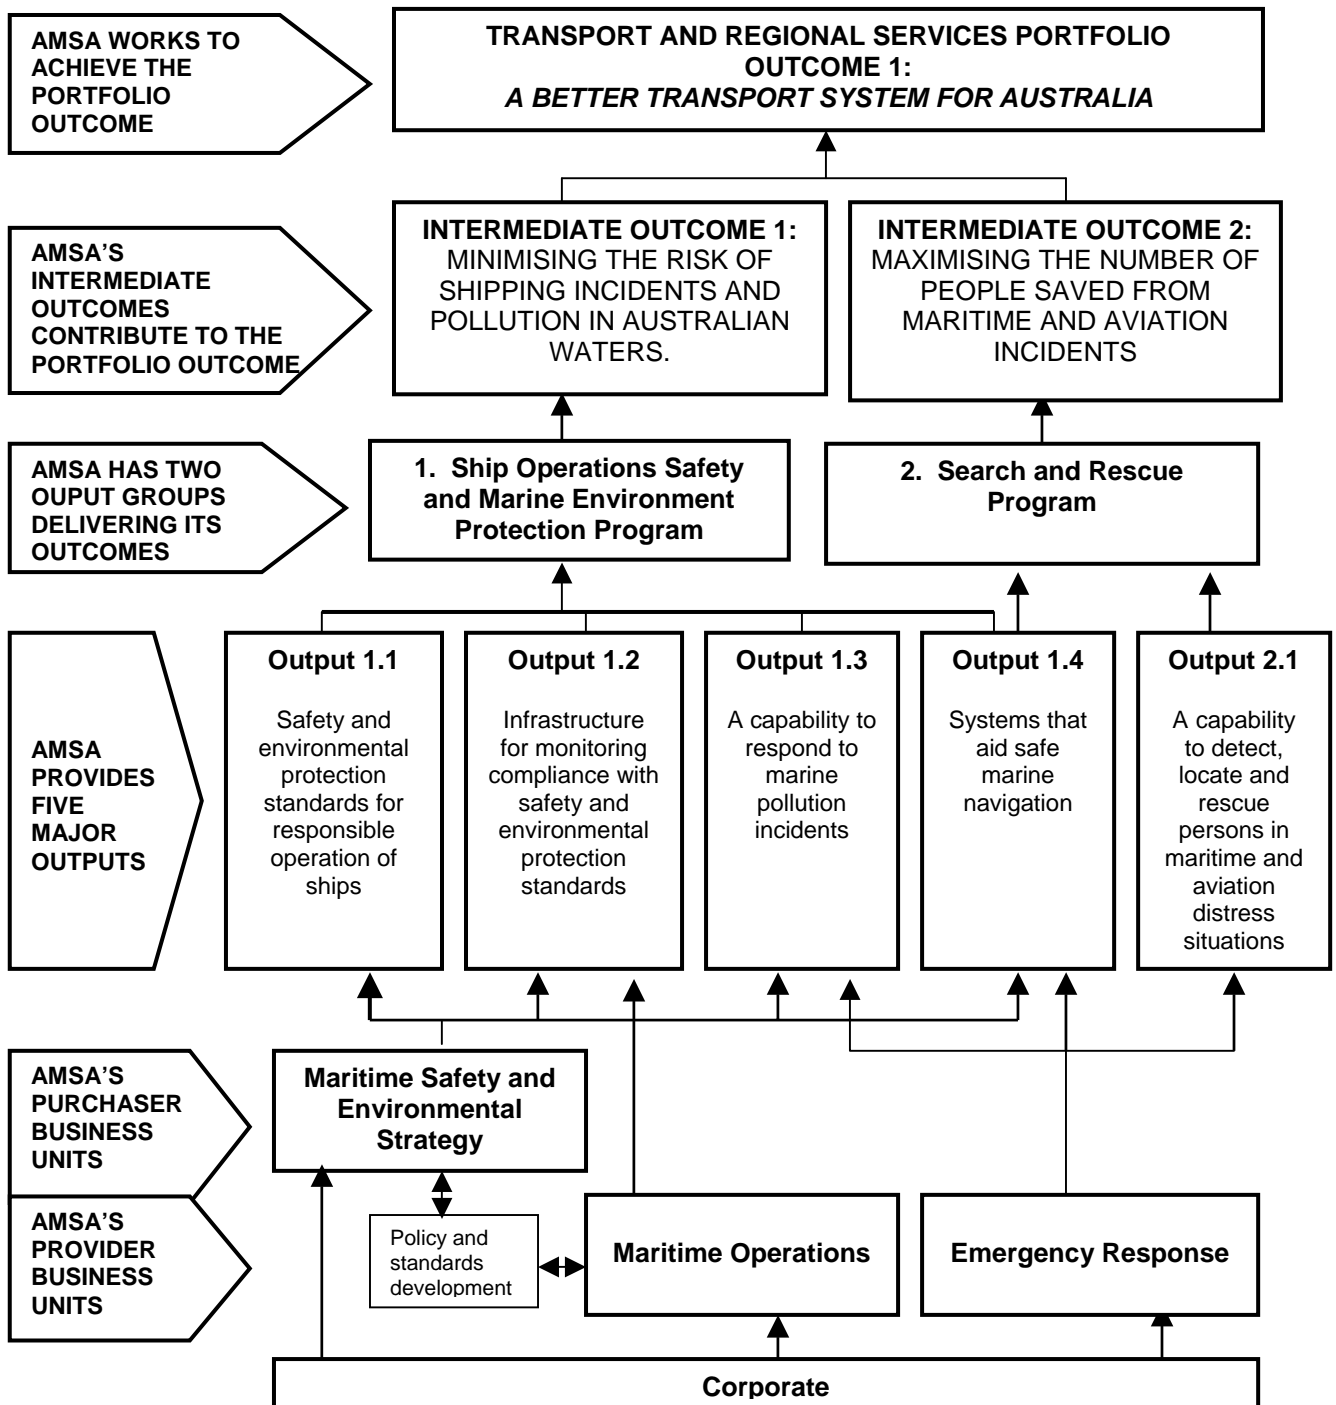 AMSA WORKS TO
ACHIEVE THE
PORTFOLIO
OUTCOME
TRANSPORT AND REGIONAL SERVICES PORTFOLIO
OUTCOME 1:
A BETTER TRANSPORT SYSTEM FOR AUSTRALIA
AMSA'S
INTERMEDIATE
OUTCOMES
CONTRIBUTE TO THE
PORTFOLIO OUTCOME
INTERMEDIATE OUTCOME 1:
MINIMISING THE RISK OF
SHIPPING INCIDENTS AND
POLLUTION IN AUSTRALIAN
WATERS.
INTERMEDIATE OUTCOME 2:
MAXIMISING THE NUMBER OF
PEOPLE SAVED FROM
MARITIME AND AVIATION
INCIDENTS
AMSA HAS TWO
OUPUT GROUPS
DELIVERING ITS
OUTCOMES
1. Ship Operations Safety
and Marine Environment
Protection Program
2. Search and Rescue
Program
AMSA
PROVIDES
FIVE
MAJOR
OUTPUTS
Output 1.1
Safety and
environmental
protection
standards for
responsible
operation of
ships
Output 1.2
Infrastructure
for monitoring
compliance with
safety and
environmental
protection
standards
Output 1.3
A capability to
respond to
marine
pollution
incidents
Output 1.4
Systems that
aid safe
marine
navigation
Output 2.1
A capability
to detect,
locate and
rescue
persons in
maritime and
aviation
distress
situations
AMSA'S
PURCHASER
BUSINESS
UNITS
Maritime Safety and
Environmental
Strategy
AMSA'S
PROVIDER
BUSINESS
UNITS
Policy and
standards
development
Maritime Operations
Emergency Response
Corporate